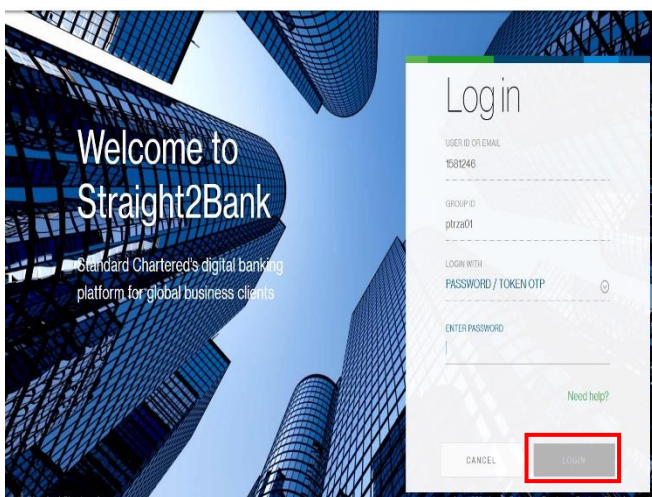 Welcome to
Straight2Bank
Standard Chartered's digital banking
platform for global business clients
Log in
USER ID OR EMAIL
1581246
GROUP ID
ptrza01
LOGIN WITH
PASSWORD / TOKEN OTP
ENTER PASSWORD
Need help?
CANCEL
LOGIN